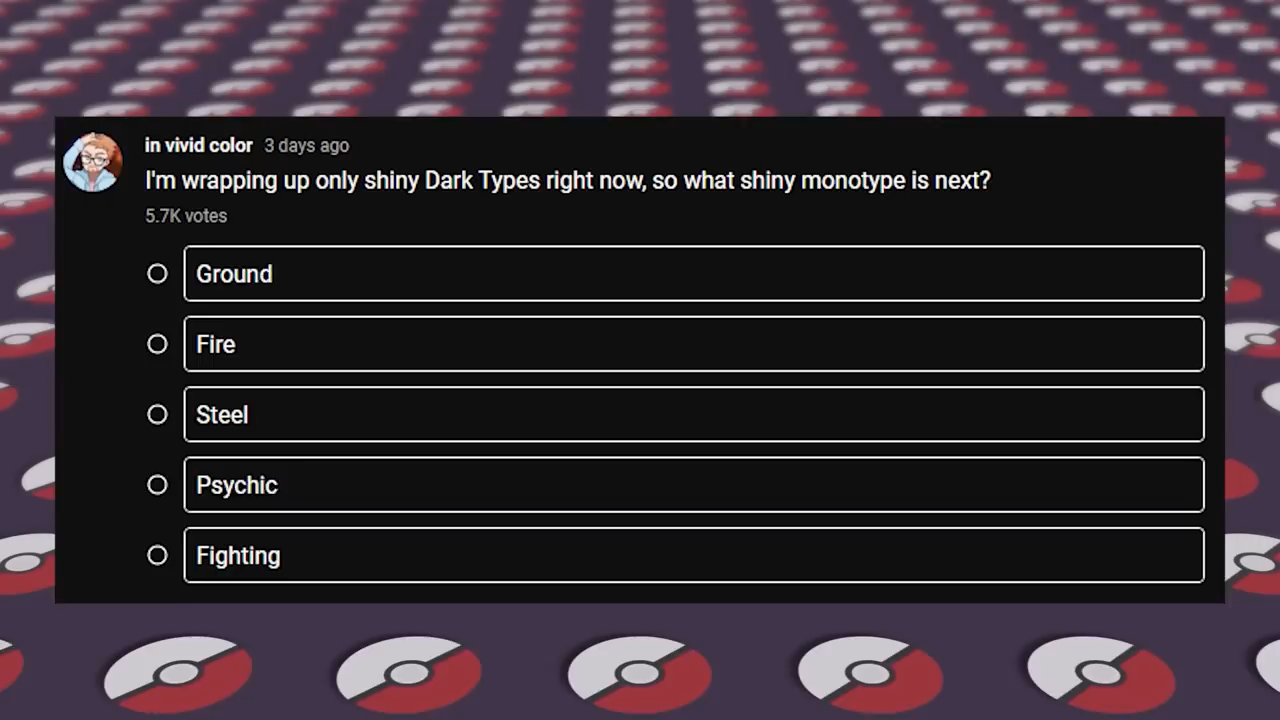 in vivid color 3 days ago
I'm wrapping up only shiny Dark Types right now, so what shiny monotype is next?
5.7K votes
Ground
Fire
Steel
Psychic
Fighting